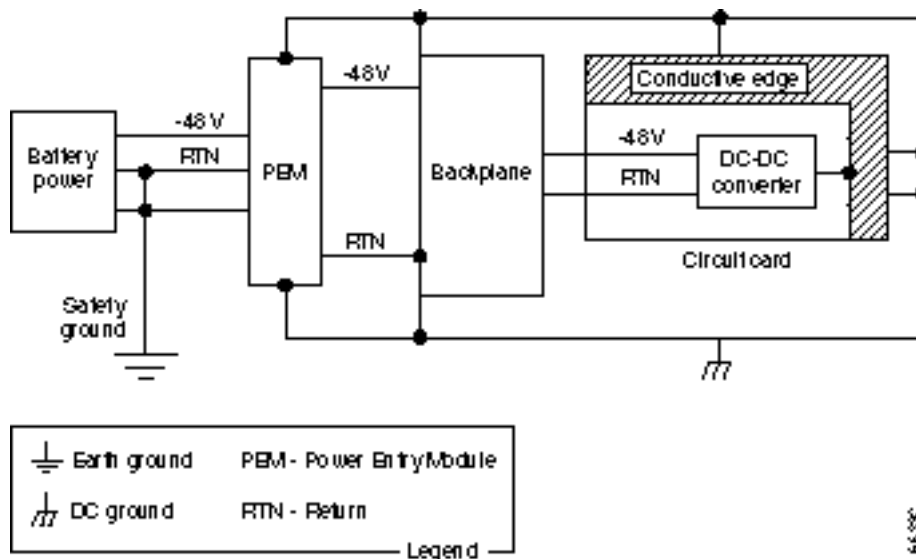 -48V
Conductive edge
-48V
Battery
power
RTN
PEM
Backplane
-48V
RTN
DC-DC
converter
RTN
Circuit card
Safety
ground
Earth ground
PEM - Power Entry Module
DC ground
RTN - Return
Legend